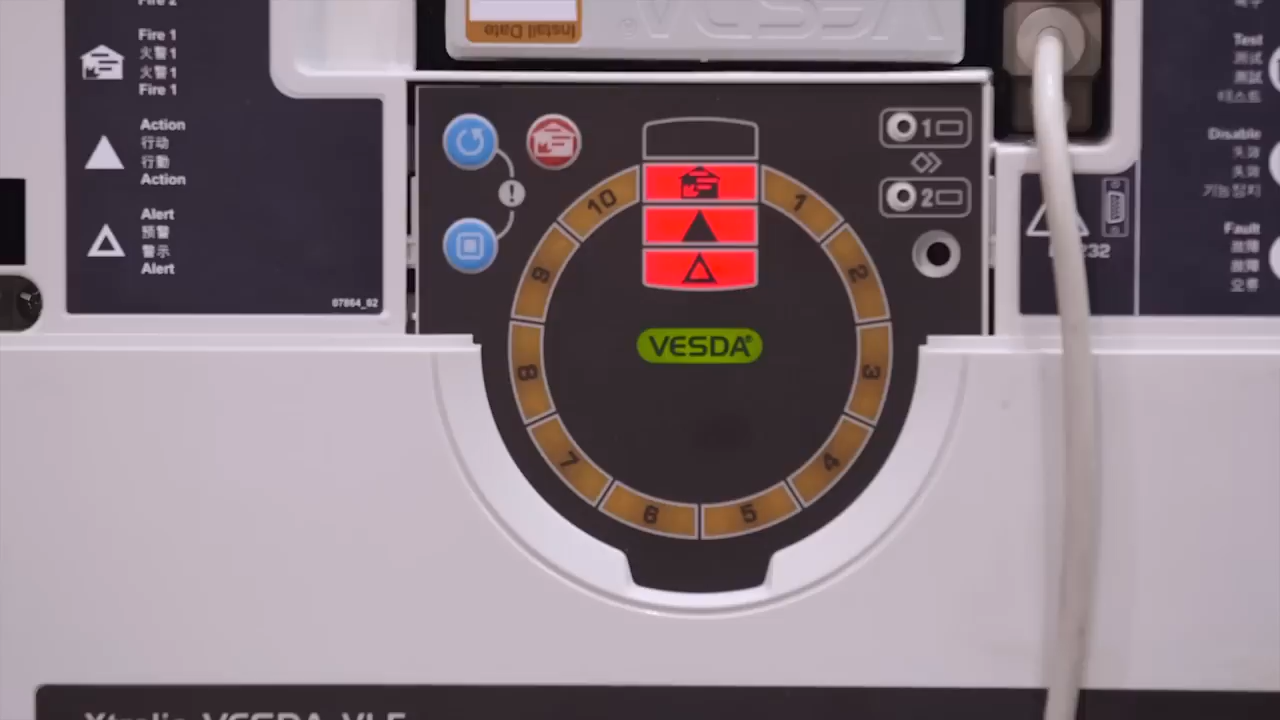 Fire 2
Fire 1
火警1
火警1
Fire 1
Action
行动
行動
Action
Alert
预警
警示
Alert
07864_02
Install Date
VESDA
1
2
10
1
2
3
4
5
6
7
8
9
VESDA®
Test
测试
測試
테스트
Disable
失效
失效
기능정지
Fault
故障
故障
오류
Xtralis VESDA VLF